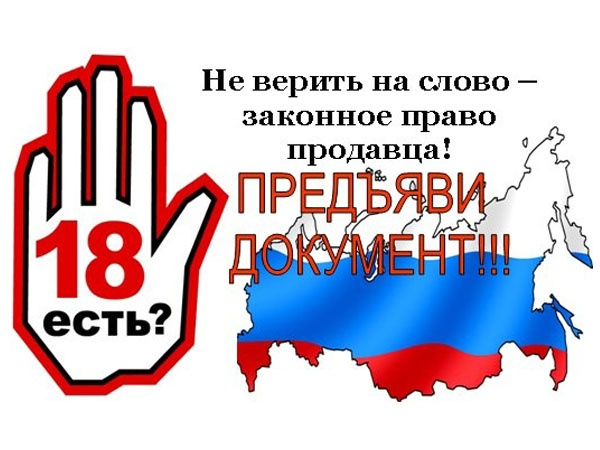 Не верить на слово –
законное право
продавца!
ПРЕДЪЯВИ
ДОКУМЕНТ!!!
18
есть?